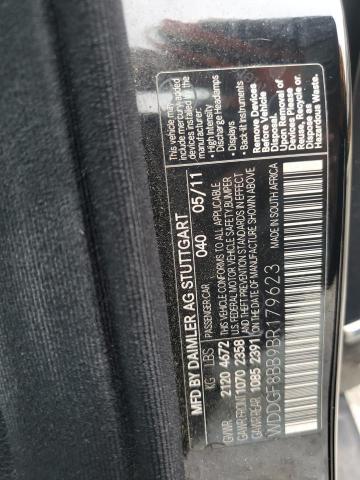 MFD BY DAIMLER AG STUTTGART
PASSENGER CAR 040 05/11
KG LBS
GVWR 2120 4672
GAWR FRONT 1070 2358
GAWR REAR 1085 2391
THIS VEHICLE CONFORMS TO ALL APPLICABLE
U.S. FEDERAL MOTOR VEHICLE SAFETY, BUMPER
AND THEFT PREVENTION STANDARDS IN EFFECT
ON THE DATE OF MANUFACTURE SHOWN ABOVE
WDDGF8BB9BR179623
MADE IN SOUTH AFRICA
This vehicle may
include mercury added
devices installed by the
manufacturer:
• High Intensity
Discharge Headlamps
• Displays
• Back-lit Instruments
Remove Devices
Before Vehicle
Disposal.
Upon Removal of
Devices Please
Reuse, Recycle or
Dispose as
Hazardous Waste.